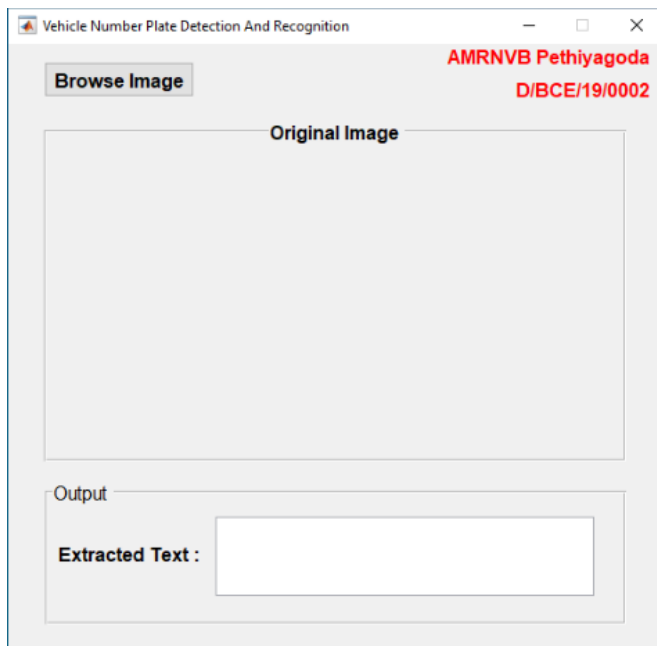 Vehicle Number Plate Detection And Recognition
AMRNVB Pethiyagoda
Browse Image
D/BCE/19/0002
Original Image
Output
Extracted Text :